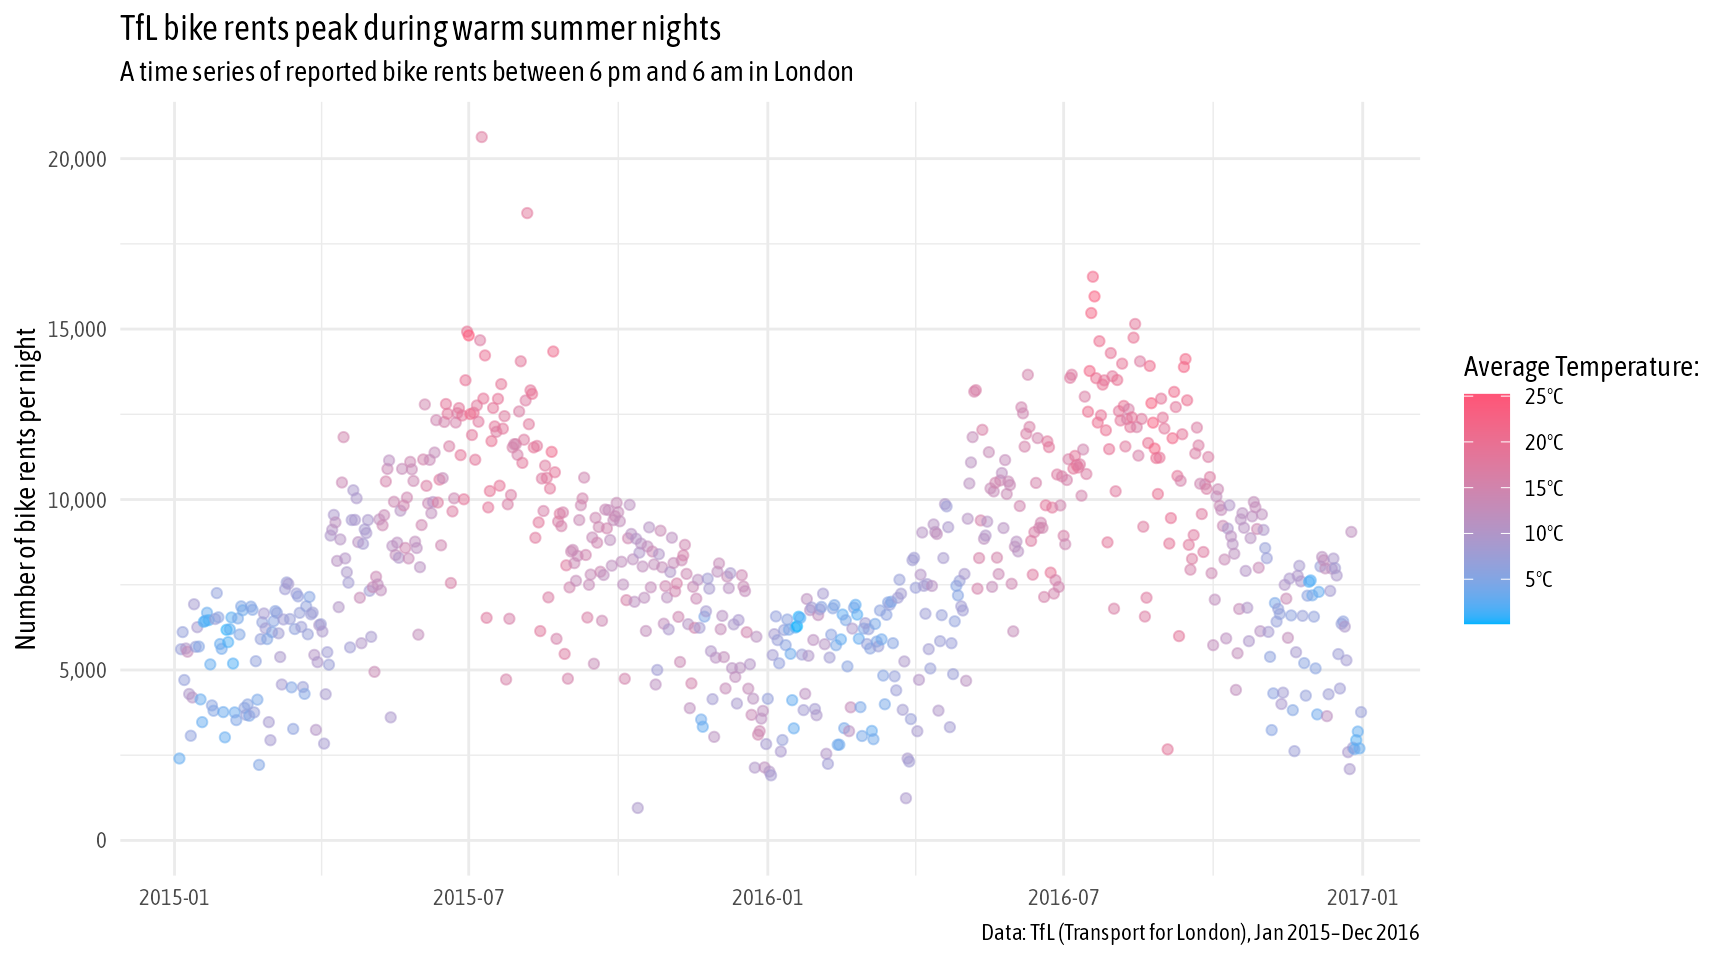 TfL bike rents peak during warm summer nights
A time series of reported bike rents between 6 pm and 6 am in London
Number of bike rents per night
20,000
15,000
10,000
5,000
0
2015-01
2015-07
2016-01
2016-07
2017-01
Average Temperature:
25°C
20°C
15°C
10°C
5°C
Data: TfL (Transport for London), Jan 2015–Dec 2016